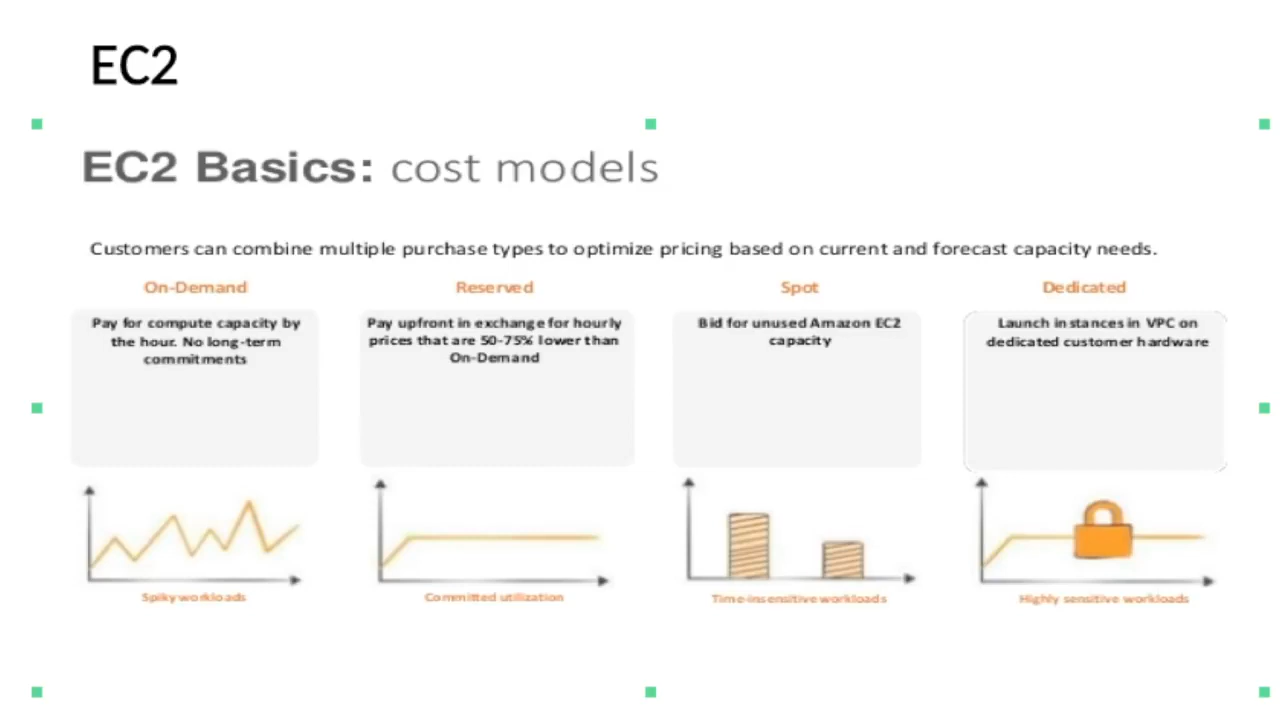 EC2
EC2 Basics: cost models
Customers can combine multiple purchase types to optimize pricing based on current and forecast capacity needs.
On-Demand
Pay for compute capacity by
the hour. No long-term
commitments
Spiky workloads
Reserved
Pay upfront in exchange for hourly
prices that are 50-75% lower than
On-Demand
Committed utilization
Spot
Bid for unused Amazon EC2
capacity
Time-insensitive workloads
Dedicated
Launch instances in VPC on
dedicated customer hardware
Highly sensitive workloads